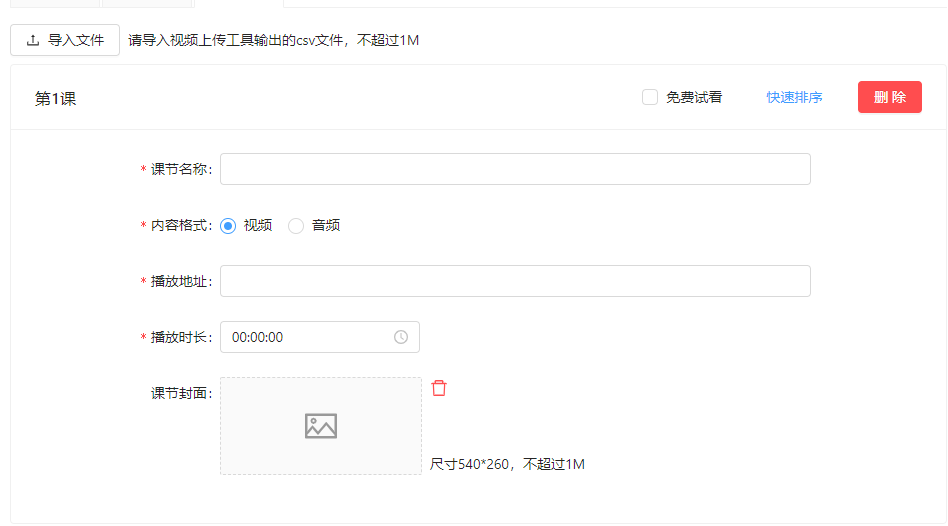 导入文件 请导入视频上传工具输出的csv文件，不超过1M
第1课 免费试看 快速排序 删 除
* 课节名称：
* 内容格式： 视频 音频
* 播放地址：
* 播放时长： 00:00:00
课节封面：
尺寸540*260，不超过1M